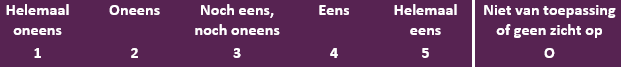 Helemaal oneens Oneens Noch eens, noch oneens Eens Helemaal eens Niet van toepassing of geen zicht op
1 2 3 4 5 O